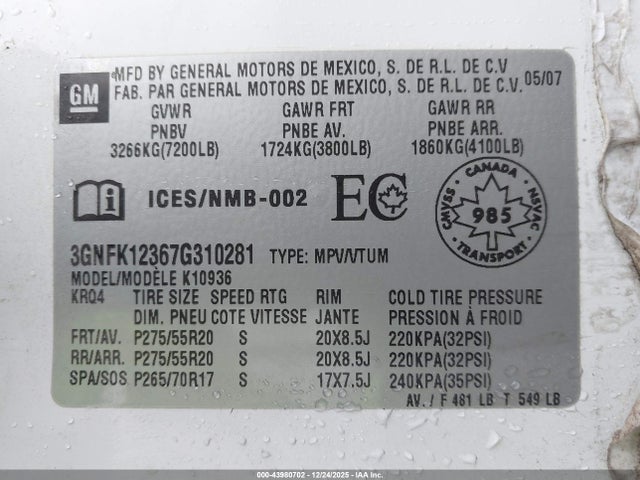 GM
MFD BY GENERAL MOTORS DE MEXICO, S. DE R.L. DE C.V
FAB. PAR GENERAL MOTORS DE MEXICO, S. DE R.L. DE C.V. 05/07
GVWR GAWR FRT GAWR RR
PNBV PNBE AV. PNBE ARR.
3266KG(7200LB) 1724KG(3800LB) 1860KG(4100LB)
i ICES/NMB-002 EC
CANADA
CMVSS 985 NSVAC
TRANSPORT
3GNFK12367G310281 TYPE: MPV/VTUM
MODEL/MODÈLE K10936
KRQ4 TIRE SIZE SPEED RTG RIM COLD TIRE PRESSURE
DIM. PNEU COTE VITESSE JANTE PRESSION À FROID
FRT/AV. P275/55R20 S 20X8.5J 220KPA(32PSI)
RR/ARR. P275/55R20 S 20X8.5J 220KPA(32PSI)
SPA/SOS P265/70R17 S 17X7.5J 240KPA(35PSI)
AV. / F 481 LB T 549 LB
000-43980702 - 12/24/2025 - IAAI.COM